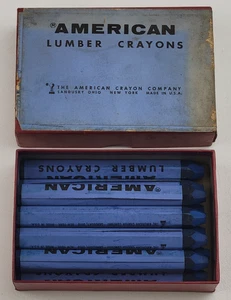 ®AMERICAN
LUMBER CRAYONS
THE AMERICAN CRAYON COMPANY
SANDUSKY OHIO NEW YORK MADE IN U.S.A.
LUMBER CRAYONS
AMERICAN
AMERICAN
LUMBER CRAYONS